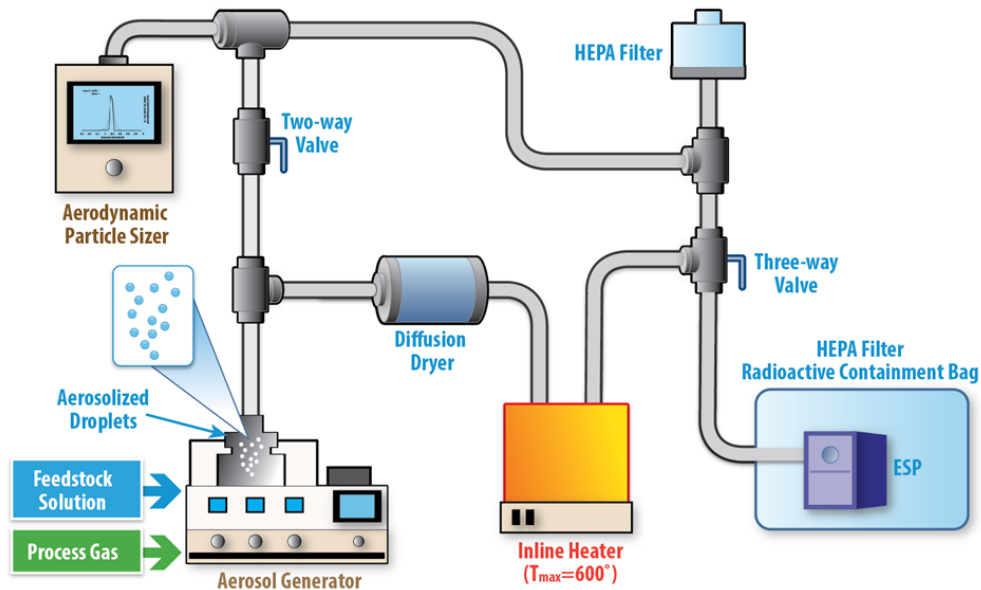 HEPA Filter
Two-way
Valve
Aerodynamic
Particle Sizer
Three-way
Valve
Diffusion
Dryer
HEPA Filter
Radioactive Containment Bag
Aerosolized
Droplets
ESP
Feedstock
Solution
Process Gas
Inline Heater
(Tmax=600˚)
Aerosol Generator